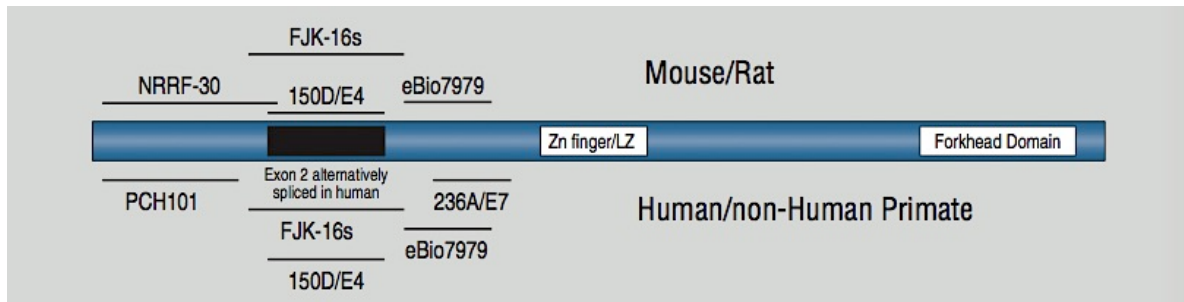 FJK-16s
Mouse/Rat
NRRF-30
150D/E4
eBio7979
Zn finger/LZ
Forkhead Domain
Exon 2 alternatively
spliced in human
PCH101
236A/E7
Human/non-Human Primate
FJK-16s
eBio7979
150D/E4